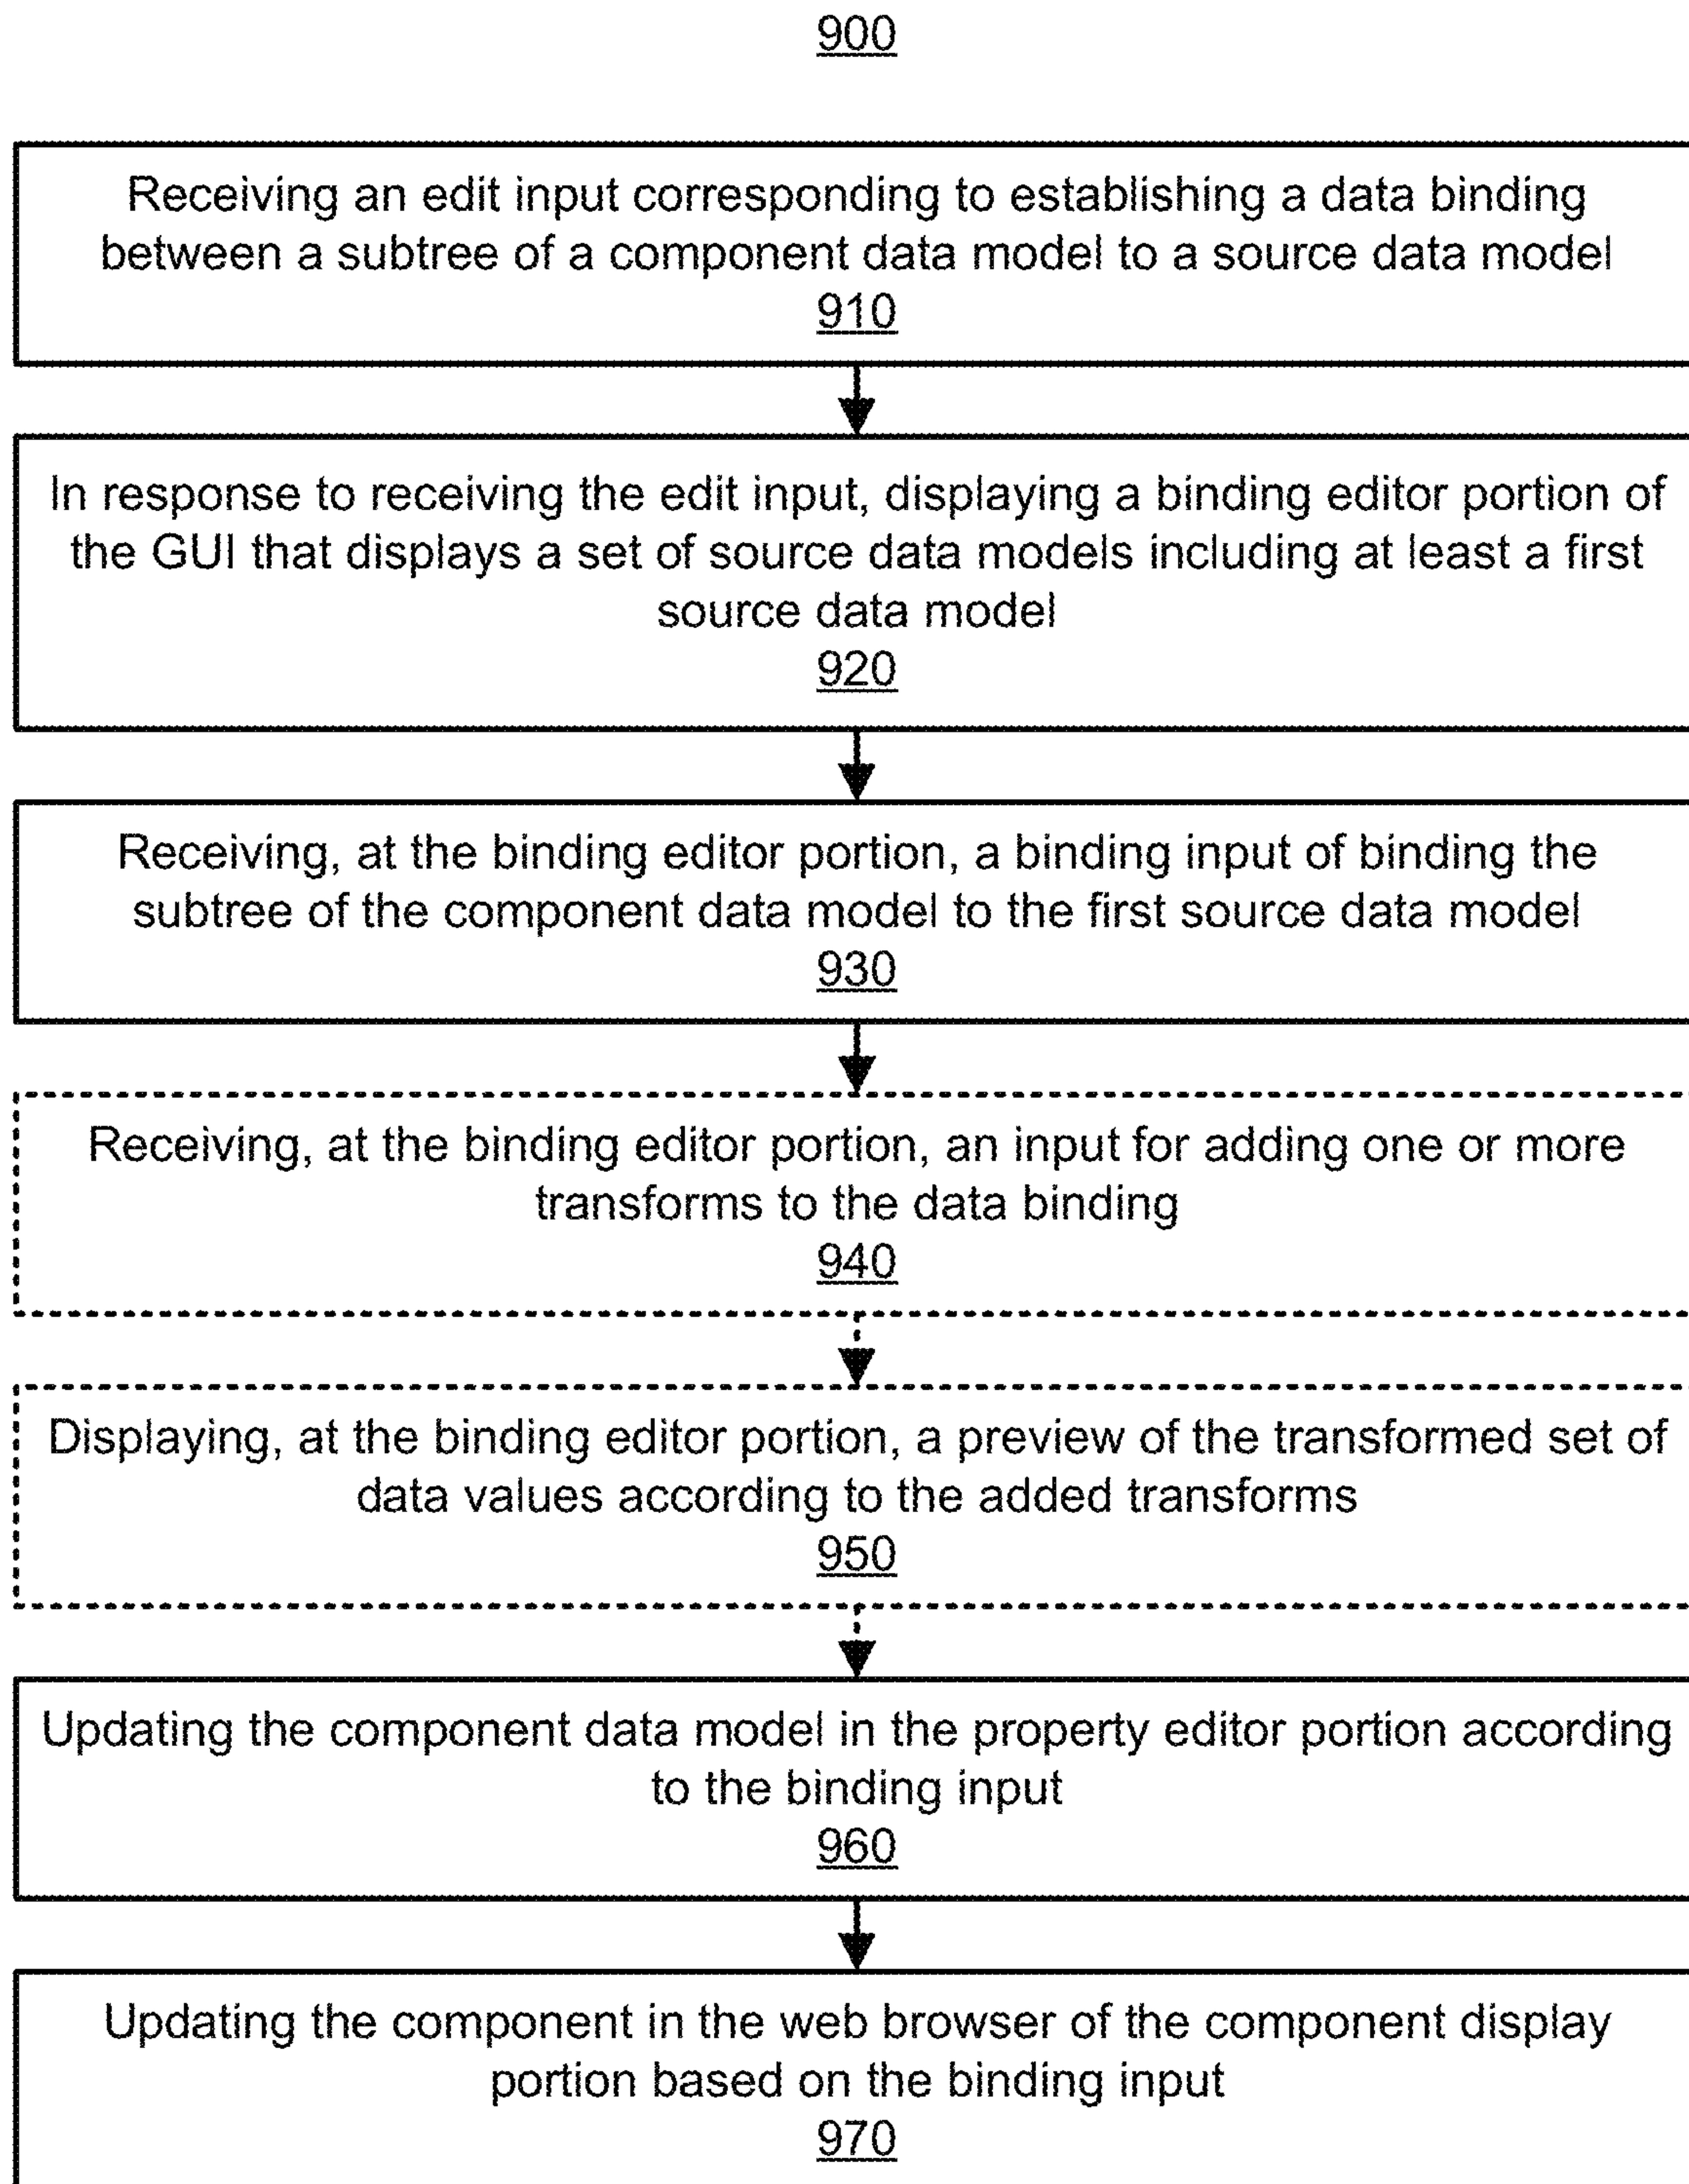 900
Receiving an edit input corresponding to establishing a data binding
between a subtree of a component data model to a source data model
910
In response to receiving the edit input, displaying a binding editor portion of
the GUI that displays a set of source data models including at least a first
source data model
920
Receiving, at the binding editor portion, a binding input of binding the
subtree of the component data model to the first source data model
930
Receiving, at the binding editor portion, an input for adding one or more
transforms to the data binding
940
Displaying, at the binding editor portion, a preview of the transformed set of
data values according to the added transforms
950
Updating the component data model in the property editor portion according
to the binding input
960
Updating the component in the web browser of the component display
portion based on the binding input
970